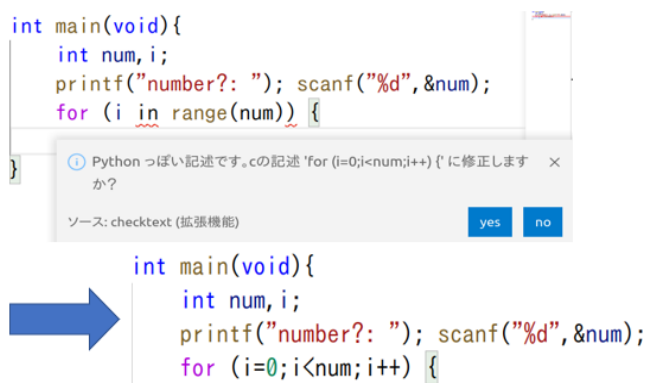 int main(void){
int num,i;
printf("number?: "); scanf("%d",&num);
for (i in range(num)) {
}
Python っぽい記述です。cの記述 'for (i=0;i<num;i++) {' に修正します
か?
ソース: checktext (拡張機能)
yes
no
int main(void){
int num,i;
printf("number?: "); scanf("%d",&num);
for (i=0;i<num;i++) {